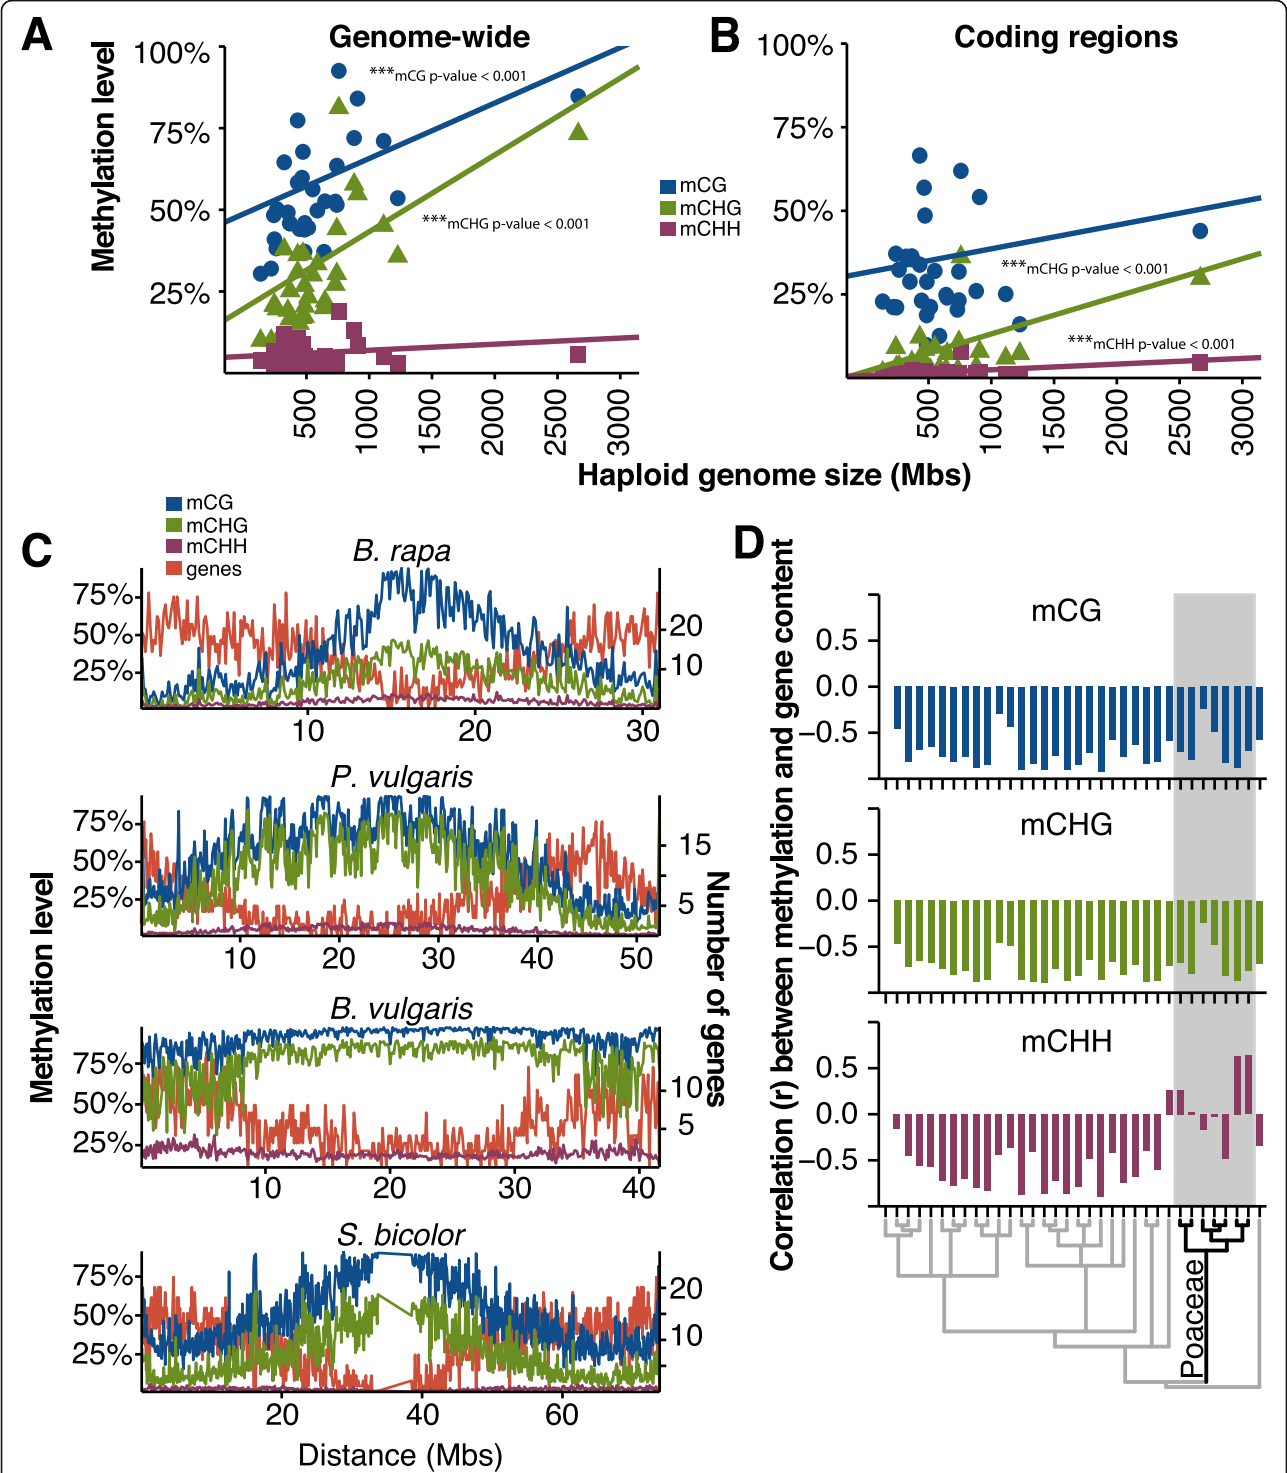 A
Genome-wide
Methylation level
100%
75%
50%
25%
***mCG p-value < 0.001
***mCHG p-value < 0.001
500
1000
1500
2000
2500
3000
mCG
mCHG
mCHH
B
Coding regions
100%
75%
50%
25%
***mCHG p-value < 0.001
***mCHH p-value < 0.001
500
1000
1500
2000
2500
3000
Haploid genome size (Mbs)
C
mCG
mCHG
mCHH
genes
Methylation level
Number of genes
B. rapa
75%
50%
25%
20
10
10 20 30
P. vulgaris
75%
50%
25%
15
5
10 20 30 40 50
B. vulgaris
75%
50%
25%
10
5
10 20 30 40
S. bicolor
75%
50%
25%
20
10
20 40 60
Distance (Mbs)
D
Correlation (r) between methylation and gene content
mCG
0.5
0.0
−0.5
mCHG
0.5
0.0
−0.5
mCHH
0.5
0.0
−0.5
Poaceae